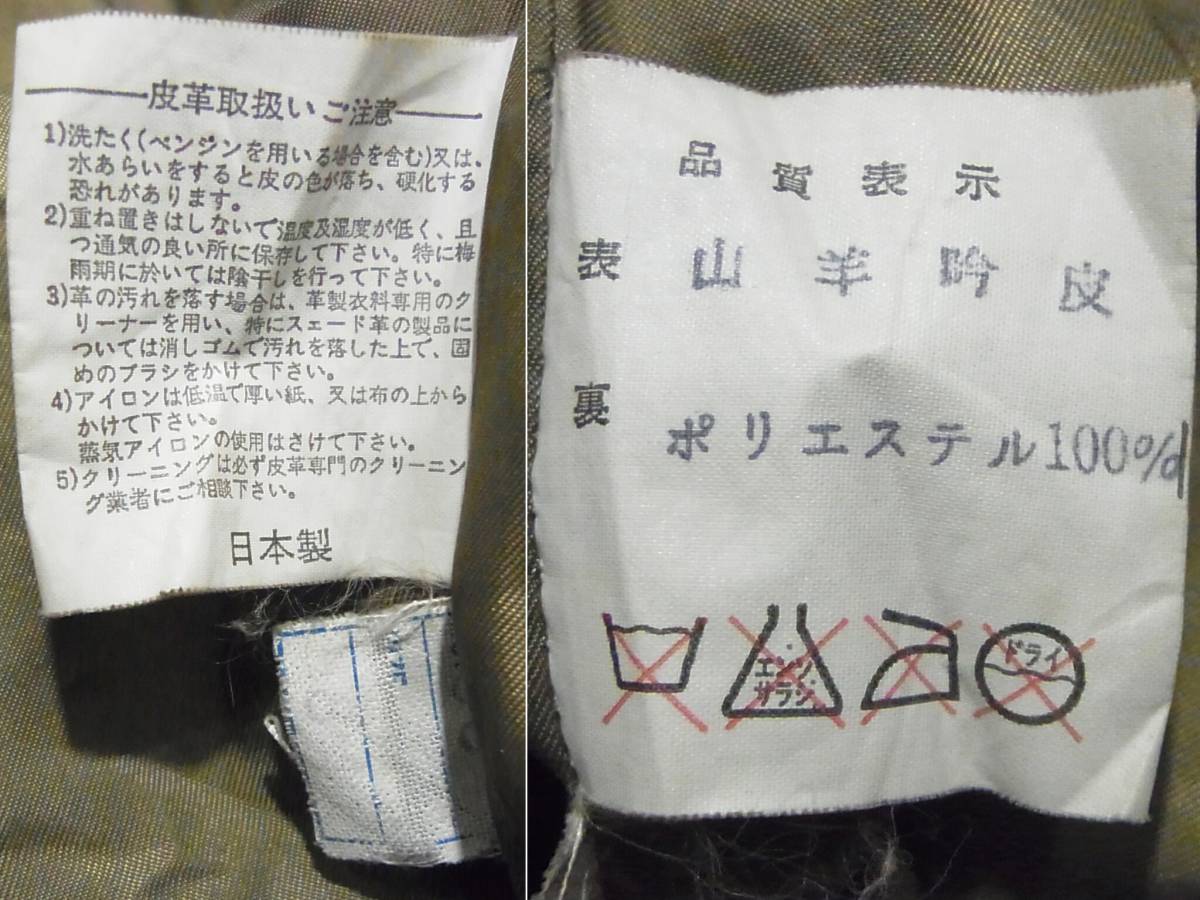 皮革取扱いご注意
1)洗たく(ベンジンを用いる場合を含む)又は、
水あらいをすると皮の色が落ち、硬化する
恐れがあります。
2)重ね置きはしないで温度及湿度が低く、且
つ通気の良い所に保存して下さい。特に梅
雨期に於いては陰干しを行って下さい。
3)革の汚れを落す場合は、革製衣料専用のク
リーナーを用い、特にスェード革の製品に
ついては消しゴムで汚れを落した上で、固
めのブラシをかけて下さい。
4)アイロンは低温で厚い紙、又は布の上から
かけて下さい。
蒸気アイロンの使用はさけて下さい。
5)クリーニングは必ず皮革専門のクリーニン
グ業者にご相談下さい。
日本製
品質表示
表 山羊吟皮
裏 ポリエステル100%
エンソ
サラシ
ドライ